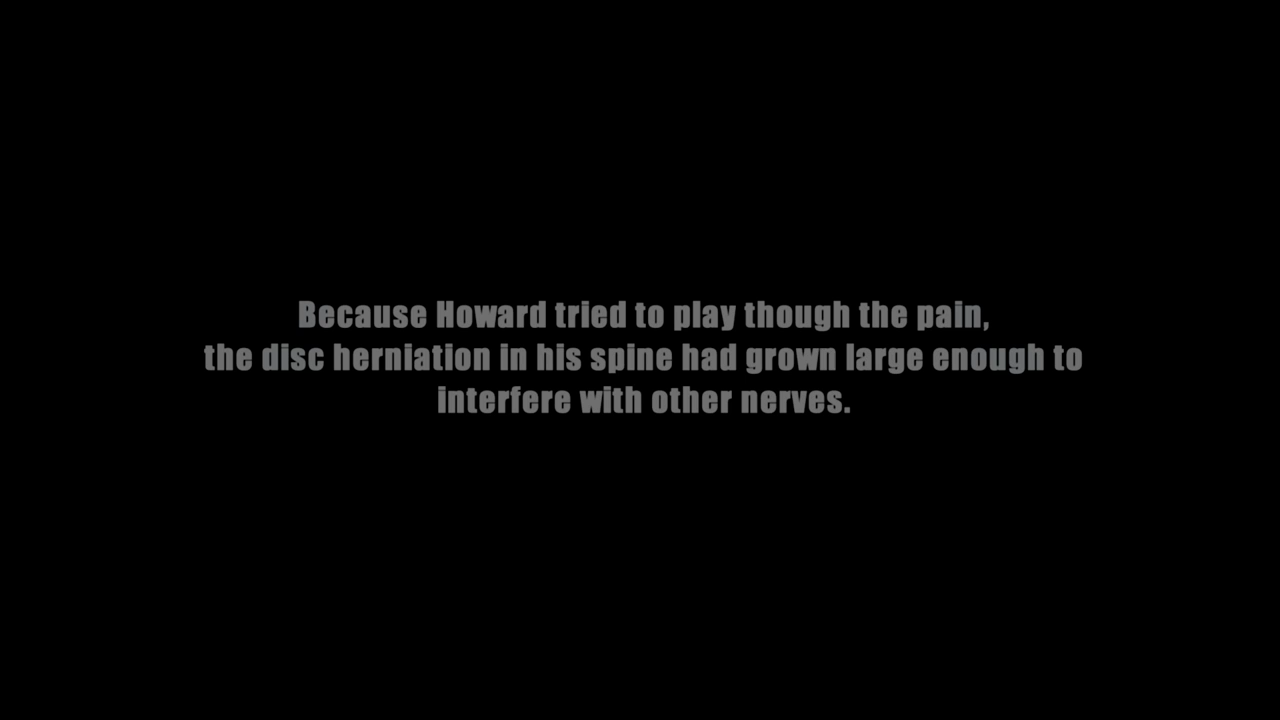 Because Howard tried to play though the pain,
the disc herniation in his spine had grown large enough to
interfere with other nerves.